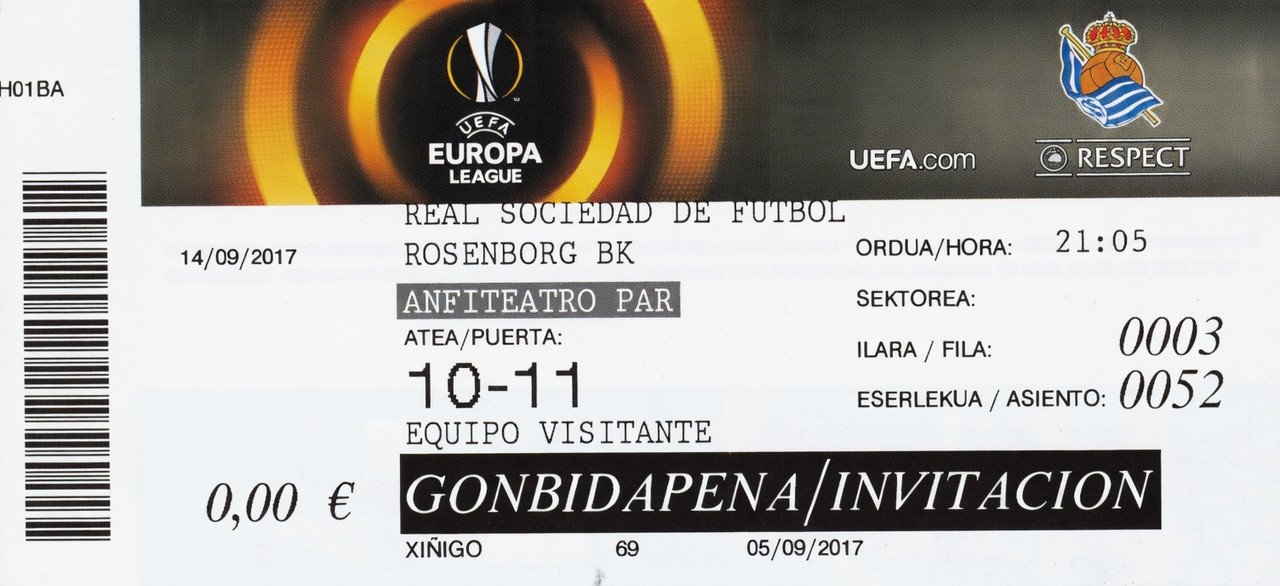 H01BA
UEFA
EUROPA
LEAGUE
UEFA.com
RESPECT
REAL SOCIEDAD DE FUTBOL
14/09/2017
ROSENBORG BK
ORDUA/HORA: 21:05
ANFITEATRO PAR
SEKTOREA:
ATEA/PUERTA:
ILARA / FILA: 0003
10-11
ESERLEKUA / ASIENTO: 0052
EQUIPO VISITANTE
0,00 €
GONBIDAPENA/INVITACION
XIÑIGO 69 05/09/2017